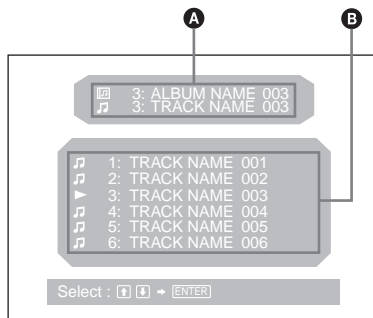 A B
3: ALBUM NAME 003
3: TRACK NAME 003
1: TRACK NAME 001
2: TRACK NAME 002
3: TRACK NAME 003
4: TRACK NAME 004
5: TRACK NAME 005
6: TRACK NAME 006
Select : ↑ ↓ → ENTER